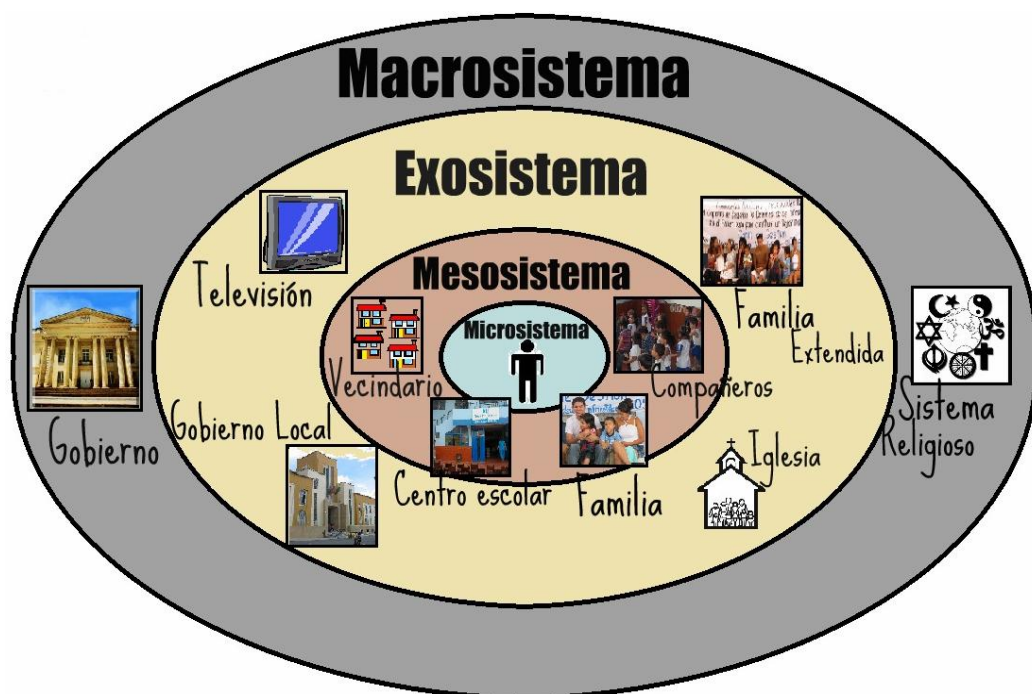 Macrosistema
Exosistema
Televisión
Mesosistema
Familia
Extendida
Microsistema
Vecindario
Compañeros
Gobierno
Gobierno Local
Sistema
Religioso
Centro escolar
Familia
Iglesia